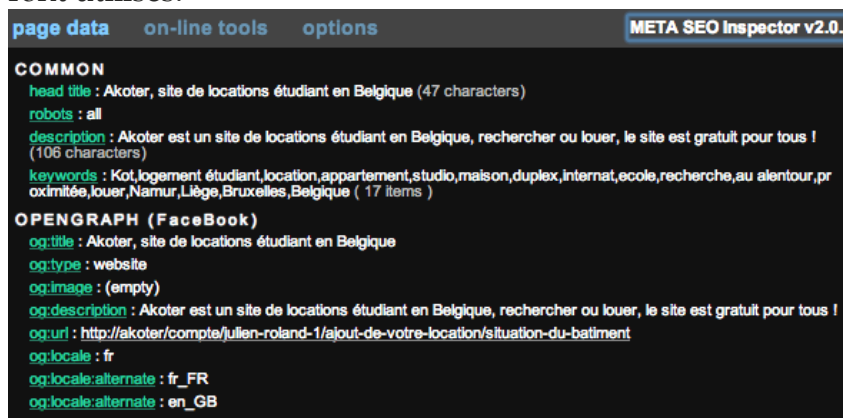 page data on-line tools options META SEO Inspector v2.0.
COMMON
head title : Akoter, site de locations étudiant en Belgique (47 characters)
robots : all
description : Akoter est un site de locations étudiant en Belgique, rechercher ou louer, le site est gratuit pour tous !
(106 characters)
keywords : Kot,logement étudiant,location,appartement,studio,maison,duplex,internat,ecole,recherche,au alentour,pr
oximitée,louer,Namur,Liège,Bruxelles,Belgique ( 17 items )
OPENGRAPH (FaceBook)
og:title : Akoter, site de locations étudiant en Belgique
og:type : website
og:image : (empty)
og:description : Akoter est un site de locations étudiant en Belgique, rechercher ou louer, le site est gratuit pour tous !
og:url : http://akoter/compte/julien-roland-1/ajout-de-votre-location/situation-du-batiment
og:locale : fr
og:locale:alternate : fr_FR
og:locale:alternate : en_GB